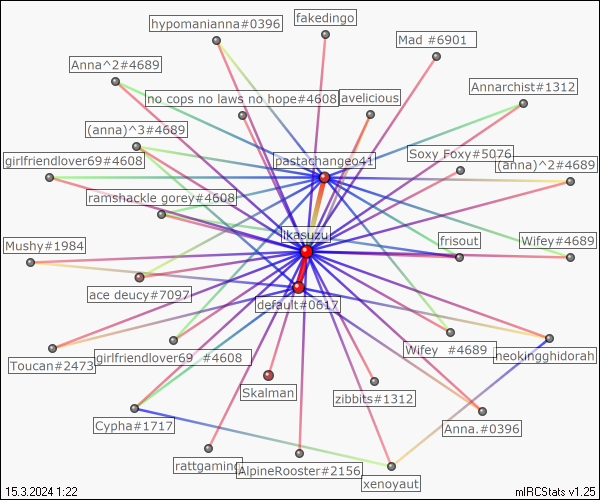 fakedingo
hypomanianna#0396
Mad #6901
Anna^2#4689
Annarchist#1312
no cops no laws no hope#4608
avelicious
(anna)^3#4689
pastachangeo41
Soxy Foxy#5076
girlfriendlover69#4608
(anna)^2#4689
ramshackle gorey#4608
ikasuzu
Mushy#1984
frisout
Wifey#4689
ace deucy#7097
default#0617
Toucan#2473
girlfriendlover69 #4608
Wifey #4689
neokingghidorah
Skalman
zibbits#1312
Cypha#1717
Anna.#0396
rattgaming
AlpineRooster#2156
xenoyaut
15.3.2024 1:22
mIRCStats v1.25